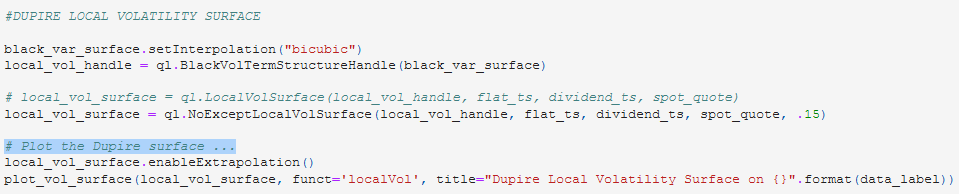 #DUPIRE LOCAL VOLATILITY SURFACE
black_var_surface.setInterpolation("bicubic")
local_vol_handle = ql.BlackVolTermStructureHandle(black_var_surface)
# local_vol_surface = ql.LocalVolSurface(local_vol_handle, flat_ts, dividend_ts, spot_quote)
local_vol_surface = ql.NoExceptLocalVolSurface(local_vol_handle, flat_ts, dividend_ts, spot_quote, .15)
# Plot the Dupire surface ...
local_vol_surface.enableExtrapolation()
plot_vol_surface(local_vol_surface, funct='localVol', title="Dupire Local Volatility Surface on {}".format(data_label))